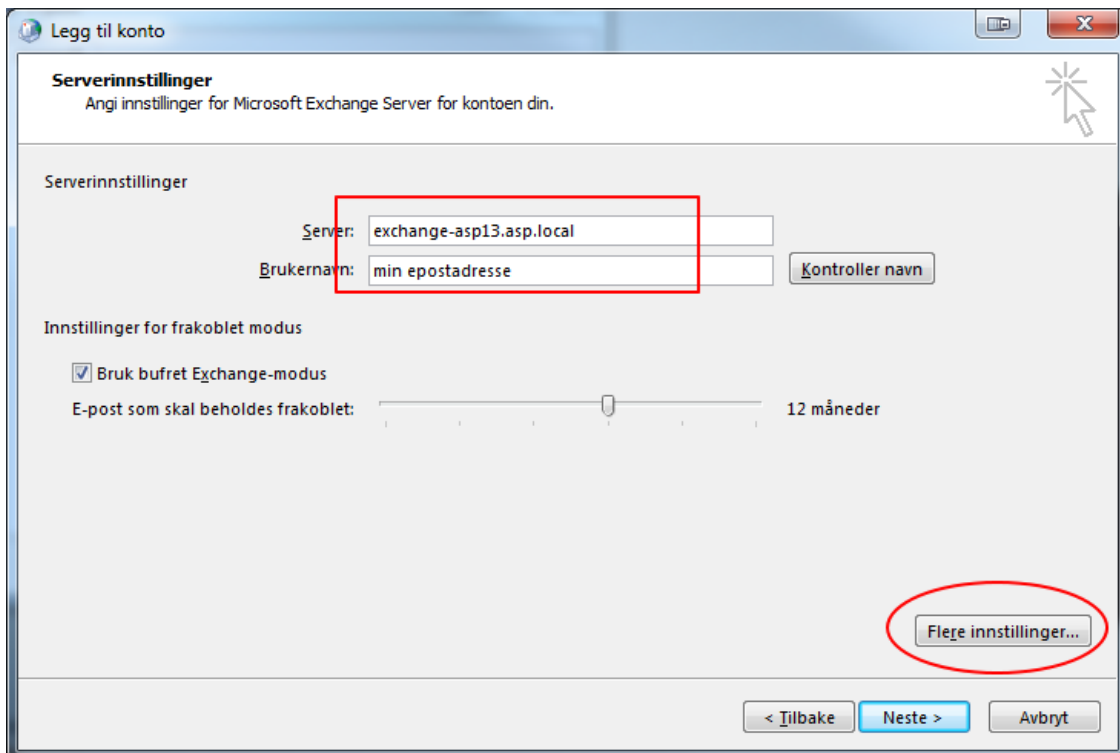 Legg til konto
Serverinnstillinger
Angi innstillinger for Microsoft Exchange Server for kontoen din.
Serverinnstillinger
Server: exchange-asp13.asp.local
Brukernavn: min epostadresse Kontroller navn
Innstillinger for frakoblet modus
Bruk bufret Exchange-modus
E-post som skal beholdes frakoblet: 12 måneder
Flere innstillinger...
< Tilbake Neste > Avbryt